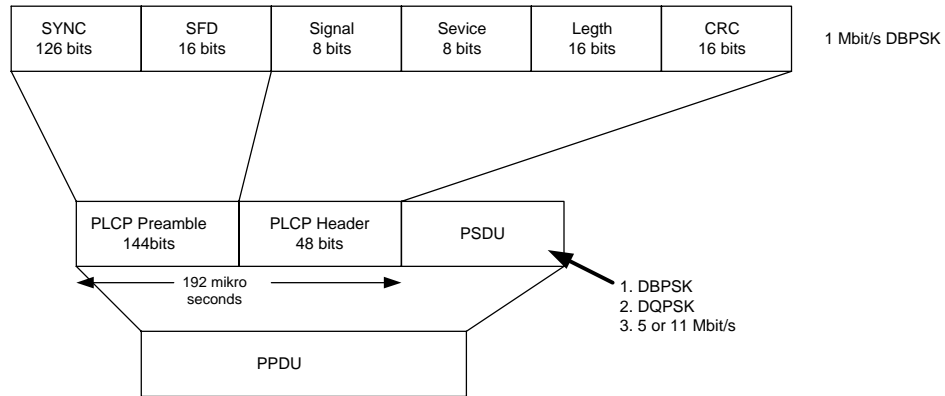 SYNC
126 bits
SFD
16 bits
Signal
8 bits
Sevice
8 bits
Legth
16 bits
CRC
16 bits
1 Mbit/s DBPSK
PLCP Preamble
144bits
PLCP Header
48 bits
PSDU
192 mikro
seconds
1. DBPSK
2. DQPSK
3. 5 or 11 Mbit/s
PPDU